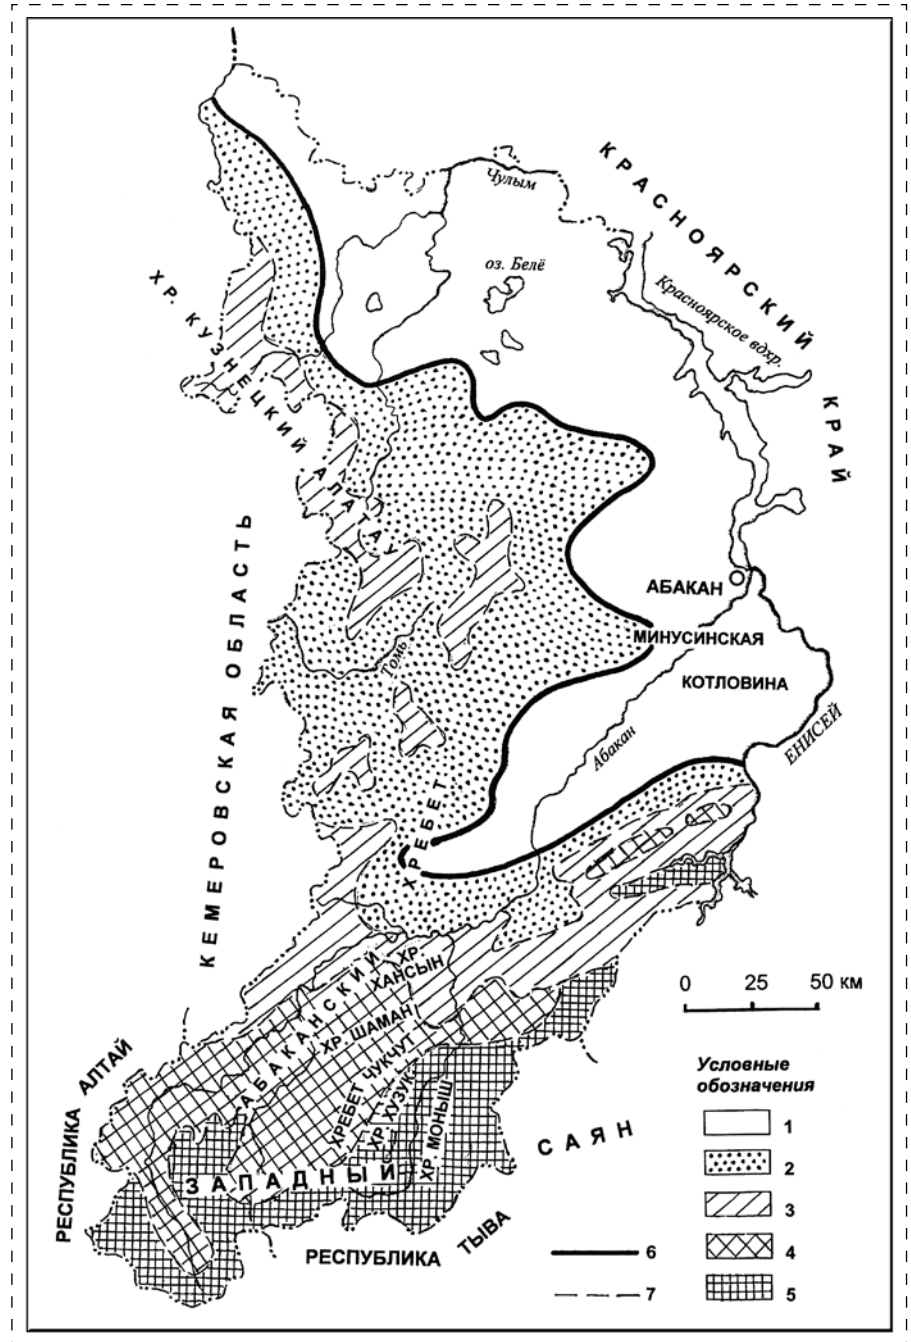 КРАСНОЯРСКИЙ
КРАЙ
Чулым
оз. Белё
Красноярское вдхр.
ХР. КУЗНЕЦКИЙ АЛАТАУ
КЕМЕРОВСКАЯ ОБЛАСТЬ
АБАКАН
МИНУСИНСКАЯ
КОТЛОВИНА
Томь
Абакан
ЕНИСЕЙ
АБАКАНСКИЙ ХРЕБЕТ
ХР.
ХАНСЫН
ХР. ШАМАН
ХРЕБЕТ ЧУКЧУТ
ХР. ХУЗУК
ХР. МОНЫШ
ЗАПАДНЫЙ САЯН
РЕСПУБЛИКА АЛТАЙ
РЕСПУБЛИКА ТЫВА
0 25 50 км
Условные
обозначения
1
2
3
4
5
6
7